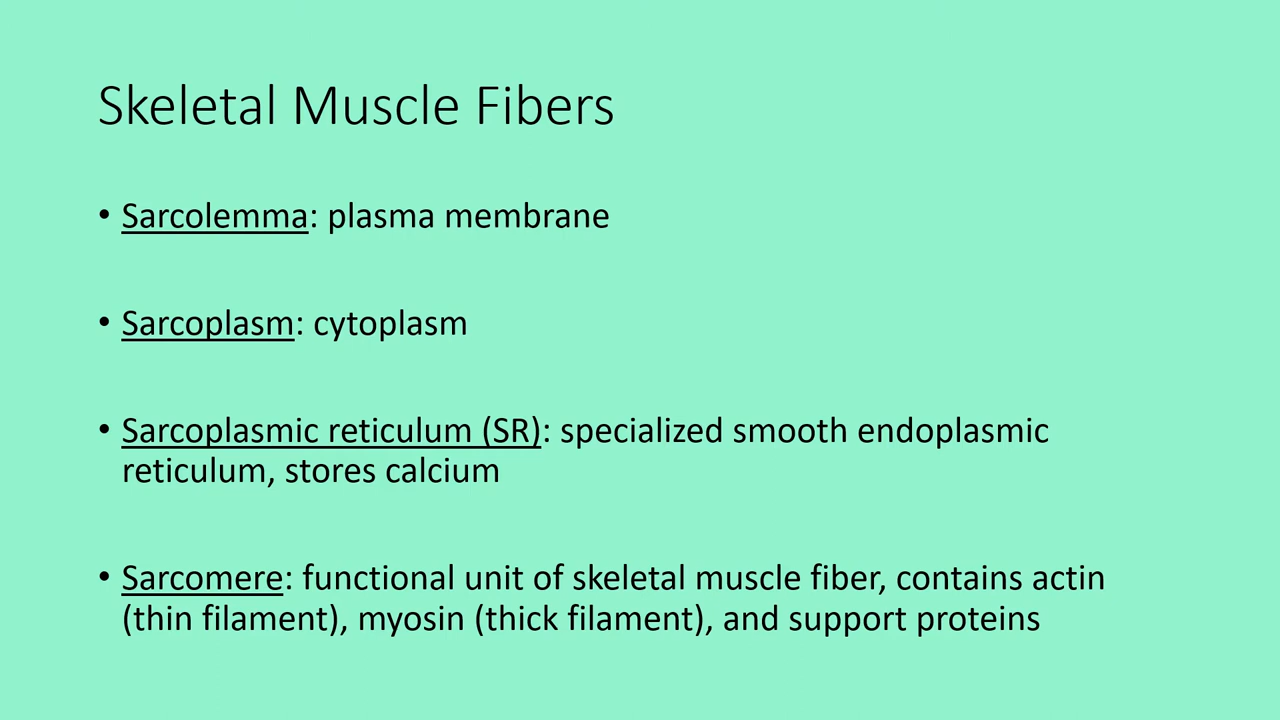 Skeletal Muscle Fibers
• Sarcolemma: plasma membrane
• Sarcoplasm: cytoplasm
• Sarcoplasmic reticulum (SR): specialized smooth endoplasmic
reticulum, stores calcium
• Sarcomere: functional unit of skeletal muscle fiber, contains actin
(thin filament), myosin (thick filament), and support proteins